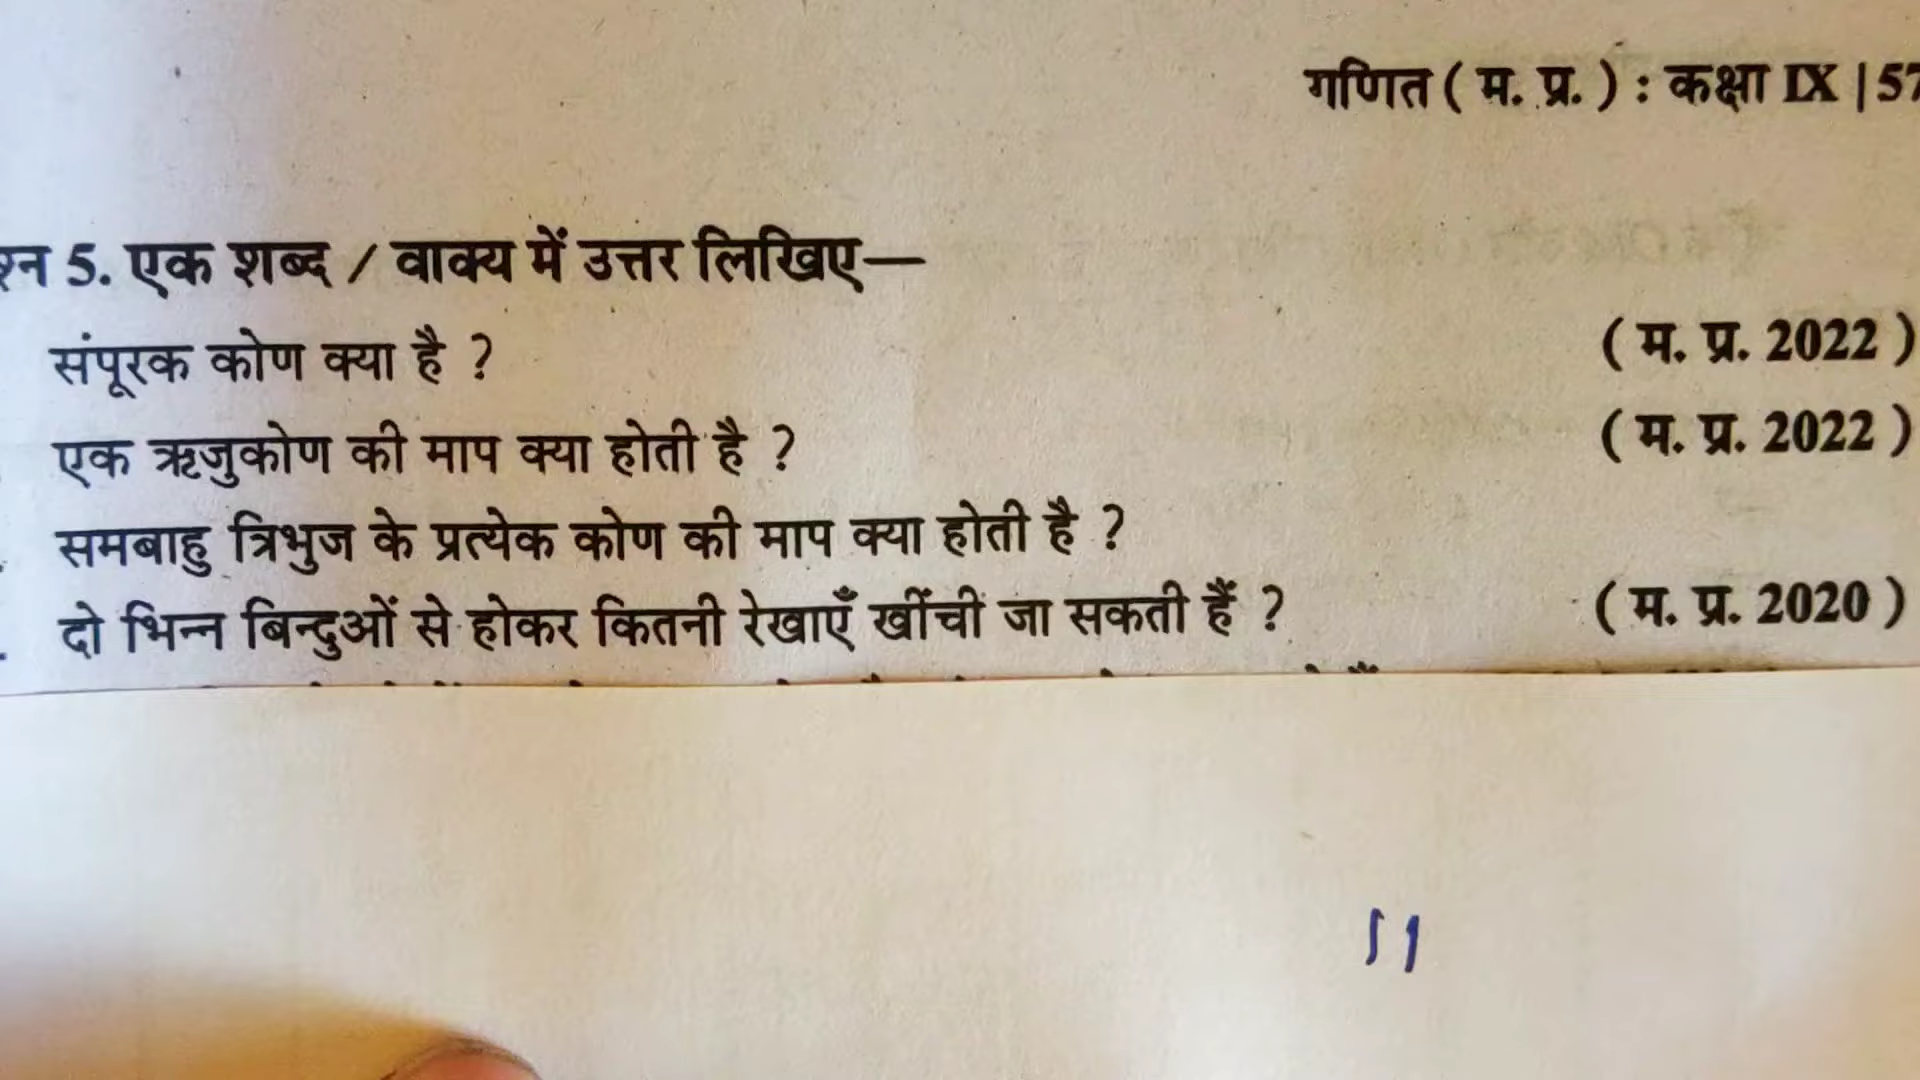 गणित ( म. प्र. ) : कक्षा IX | 57
श्न 5. एक शब्द / वाक्य में उत्तर लिखिए—
संपूरक कोण क्या है ? ( म. प्र. 2022 )
एक ऋजुकोण की माप क्या होती है ? ( म. प्र. 2022 )
समबाहु त्रिभुज के प्रत्येक कोण की माप क्या होती है ?
दो भिन्न बिन्दुओं से होकर कितनी रेखाएँ खींची जा सकती हैं ? ( म. प्र. 2020 )